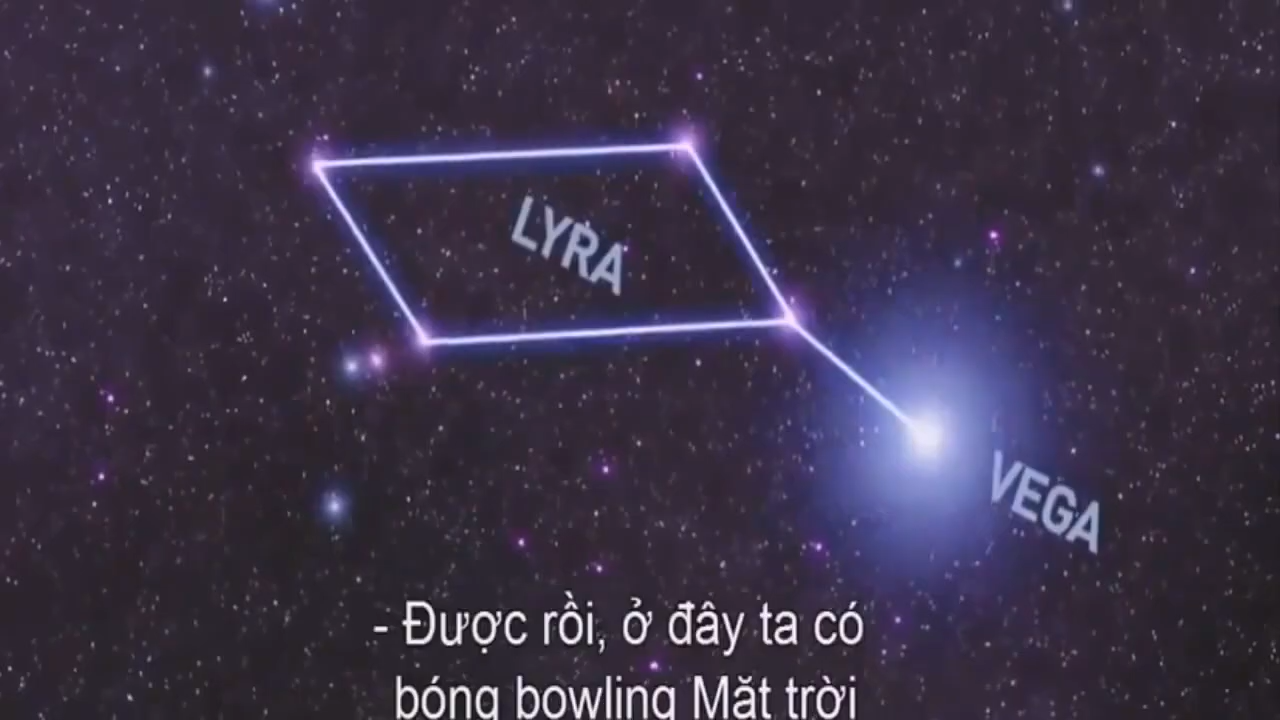 LYRA
VEGA
- Được rồi, ở đây ta có
bóng bowling Mặt trời